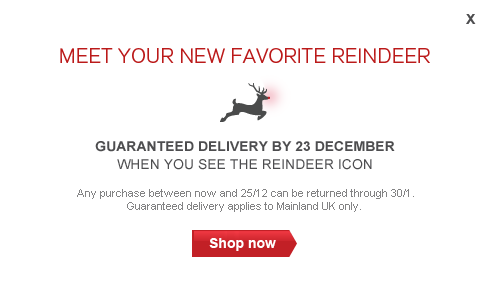 X
MEET YOUR NEW FAVORITE REINDEER
GUARANTEED DELIVERY BY 23 DECEMBER
WHEN YOU SEE THE REINDEER ICON
Any purchase between now and 25/12 can be returned through 30/1.
Guaranteed delivery applies to Mainland UK only.
Shop now